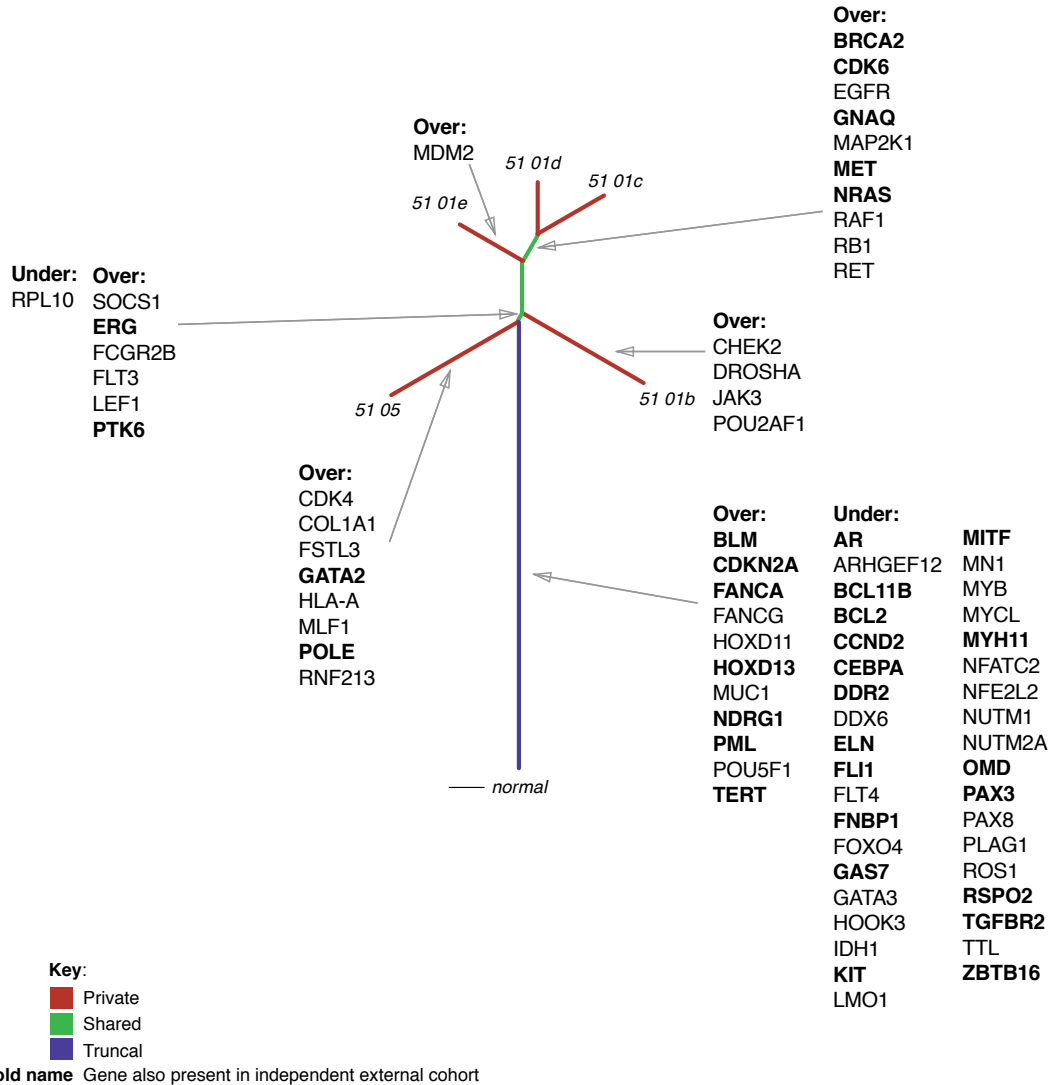 Over:
BRCA2
CDK6
EGFR
GNAQ
MAP2K1
MET
NRAS
RAF1
RB1
RET
Over:
MDM2
51 01d
51 01c
51 01e
Under:
RPL10
Over:
SOCS1
ERG
FCGR2B
FLT3
LEF1
PTK6
Over:
CHEK2
DROSHA
JAK3
POU2AF1
51 01b
51 05
Over:
CDK4
COL1A1
FSTL3
GATA2
HLA-A
MLF1
POLE
RNF213
Over:
BLM
CDKN2A
FANCA
FANCG
HOXD11
HOXD13
MUC1
NDRG1
PML
POU5F1
TERT
Under:
AR
ARHGEF12
BCL11B
BCL2
CCND2
CEBPA
DDR2
DDX6
ELN
FLI1
FLT4
FNBP1
FOXO4
GAS7
GATA3
HOOK3
IDH1
KIT
LMO1
MITF
MN1
MYB
MYCL
MYH11
NFATC2
NFE2L2
NUTM1
NUTM2A
OMD
PAX3
PAX8
PLAG1
ROS1
RSPO2
TGFBR2
TTL
ZBTB16
normal
Key:
Private
Shared
Truncal
old name Gene also present in independent external cohort